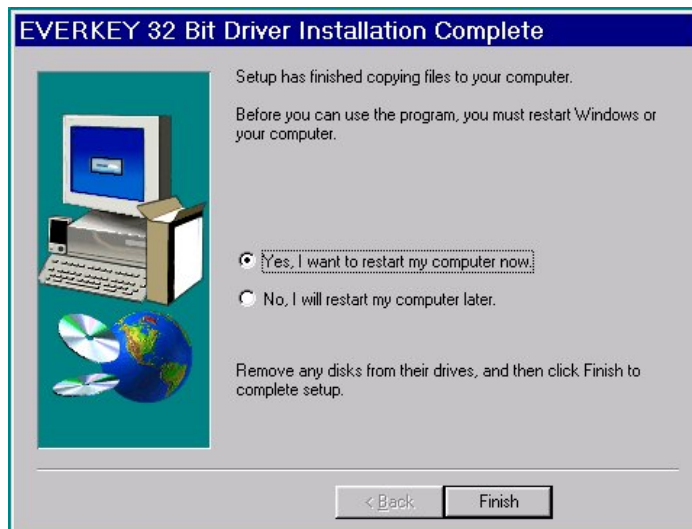 EVERKEY 32 Bit Driver Installation Complete
Setup has finished copying files to your computer.
Before you can use the program, you must restart Windows or
your computer.
Yes, I want to restart my computer now.
No, I will restart my computer later.
Remove any disks from their drives, and then click Finish to
complete setup.
< Back
Finish